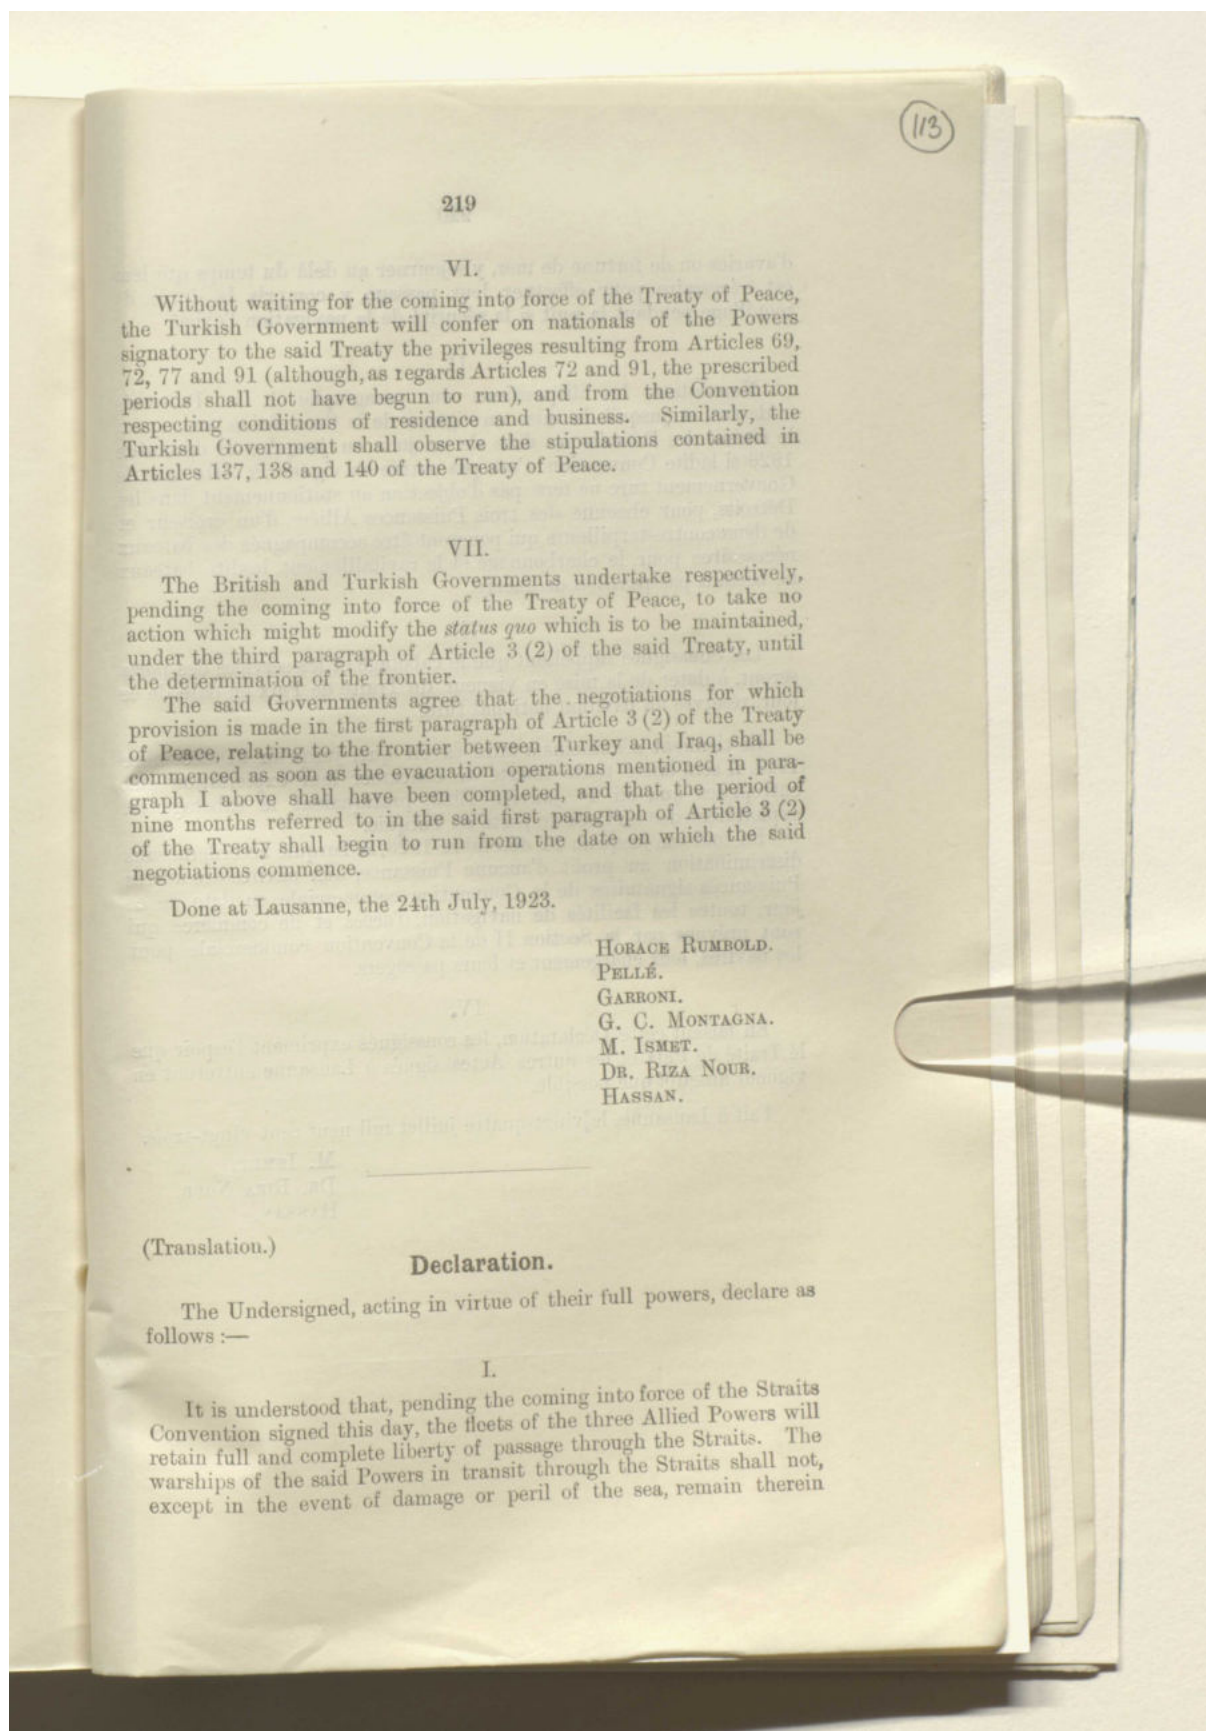 113
219
VI.
Without waiting for the coming into force of the Treaty of Peace,
the Turkish Government will confer on nationals of the Powers
signatory to the said Treaty the privileges resulting from Articles 69,
72, 77 and 91 (although, as regards Articles 72 and 91, the prescribed
periods shall not have begun to run), and from the Convention
respecting conditions of residence and business. Similarly, the
Turkish Government shall observe the stipulations contained in
Articles 137, 138 and 140 of the Treaty of Peace.
VII.
The British and Turkish Governments undertake respectively,
pending the coming into force of the Treaty of Peace, to take no
action which might modify the status quo which is to be maintained,
under the third paragraph of Article 3 (2) of the said Treaty, until
the determination of the frontier.
The said Governments agree that the negotiations for which
provision is made in the first paragraph of Article 3 (2) of the Treaty
of Peace, relating to the frontier between Turkey and Iraq, shall be
commenced as soon as the evacuation operations mentioned in para-
graph I above shall have been completed, and that the period of
nine months referred to in the said first paragraph of Article 3 (2)
of the Treaty shall begin to run from the date on which the said
negotiations commence.
Done at Lausanne, the 24th July, 1923.
HORACE RUMBOLD.
PELLÉ.
GARRONI.
G. C. MONTAGNA.
M. ISMET.
DR. RIZA NOUR.
HASSAN.
(Translation.)
Declaration.
The Undersigned, acting in virtue of their full powers, declare as
follows :—
I.
It is understood that, pending the coming into force of the Straits
Convention signed this day, the fleets of the three Allied Powers will
retain full and complete liberty of passage through the Straits. The
warships of the said Powers in transit through the Straits shall not,
except in the event of damage or peril of the sea, remain therein